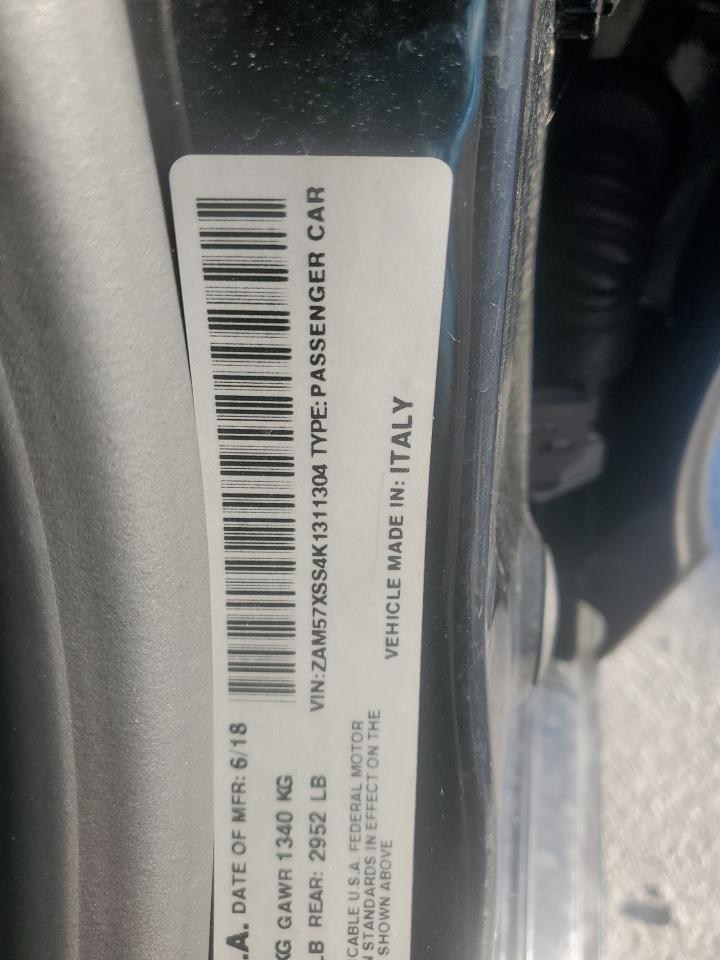 .A. DATE OF MFR: 6/18
KG GAWR 1340 KG
LB REAR: 2952 LB
VIN:ZAM57XSS4K1311304 TYPE:PASSENGER CAR
CABLE U.S.A. FEDERAL MOTOR
N STANDARDS IN EFFECT ON THE
SHOWN ABOVE
VEHICLE MADE IN: ITALY